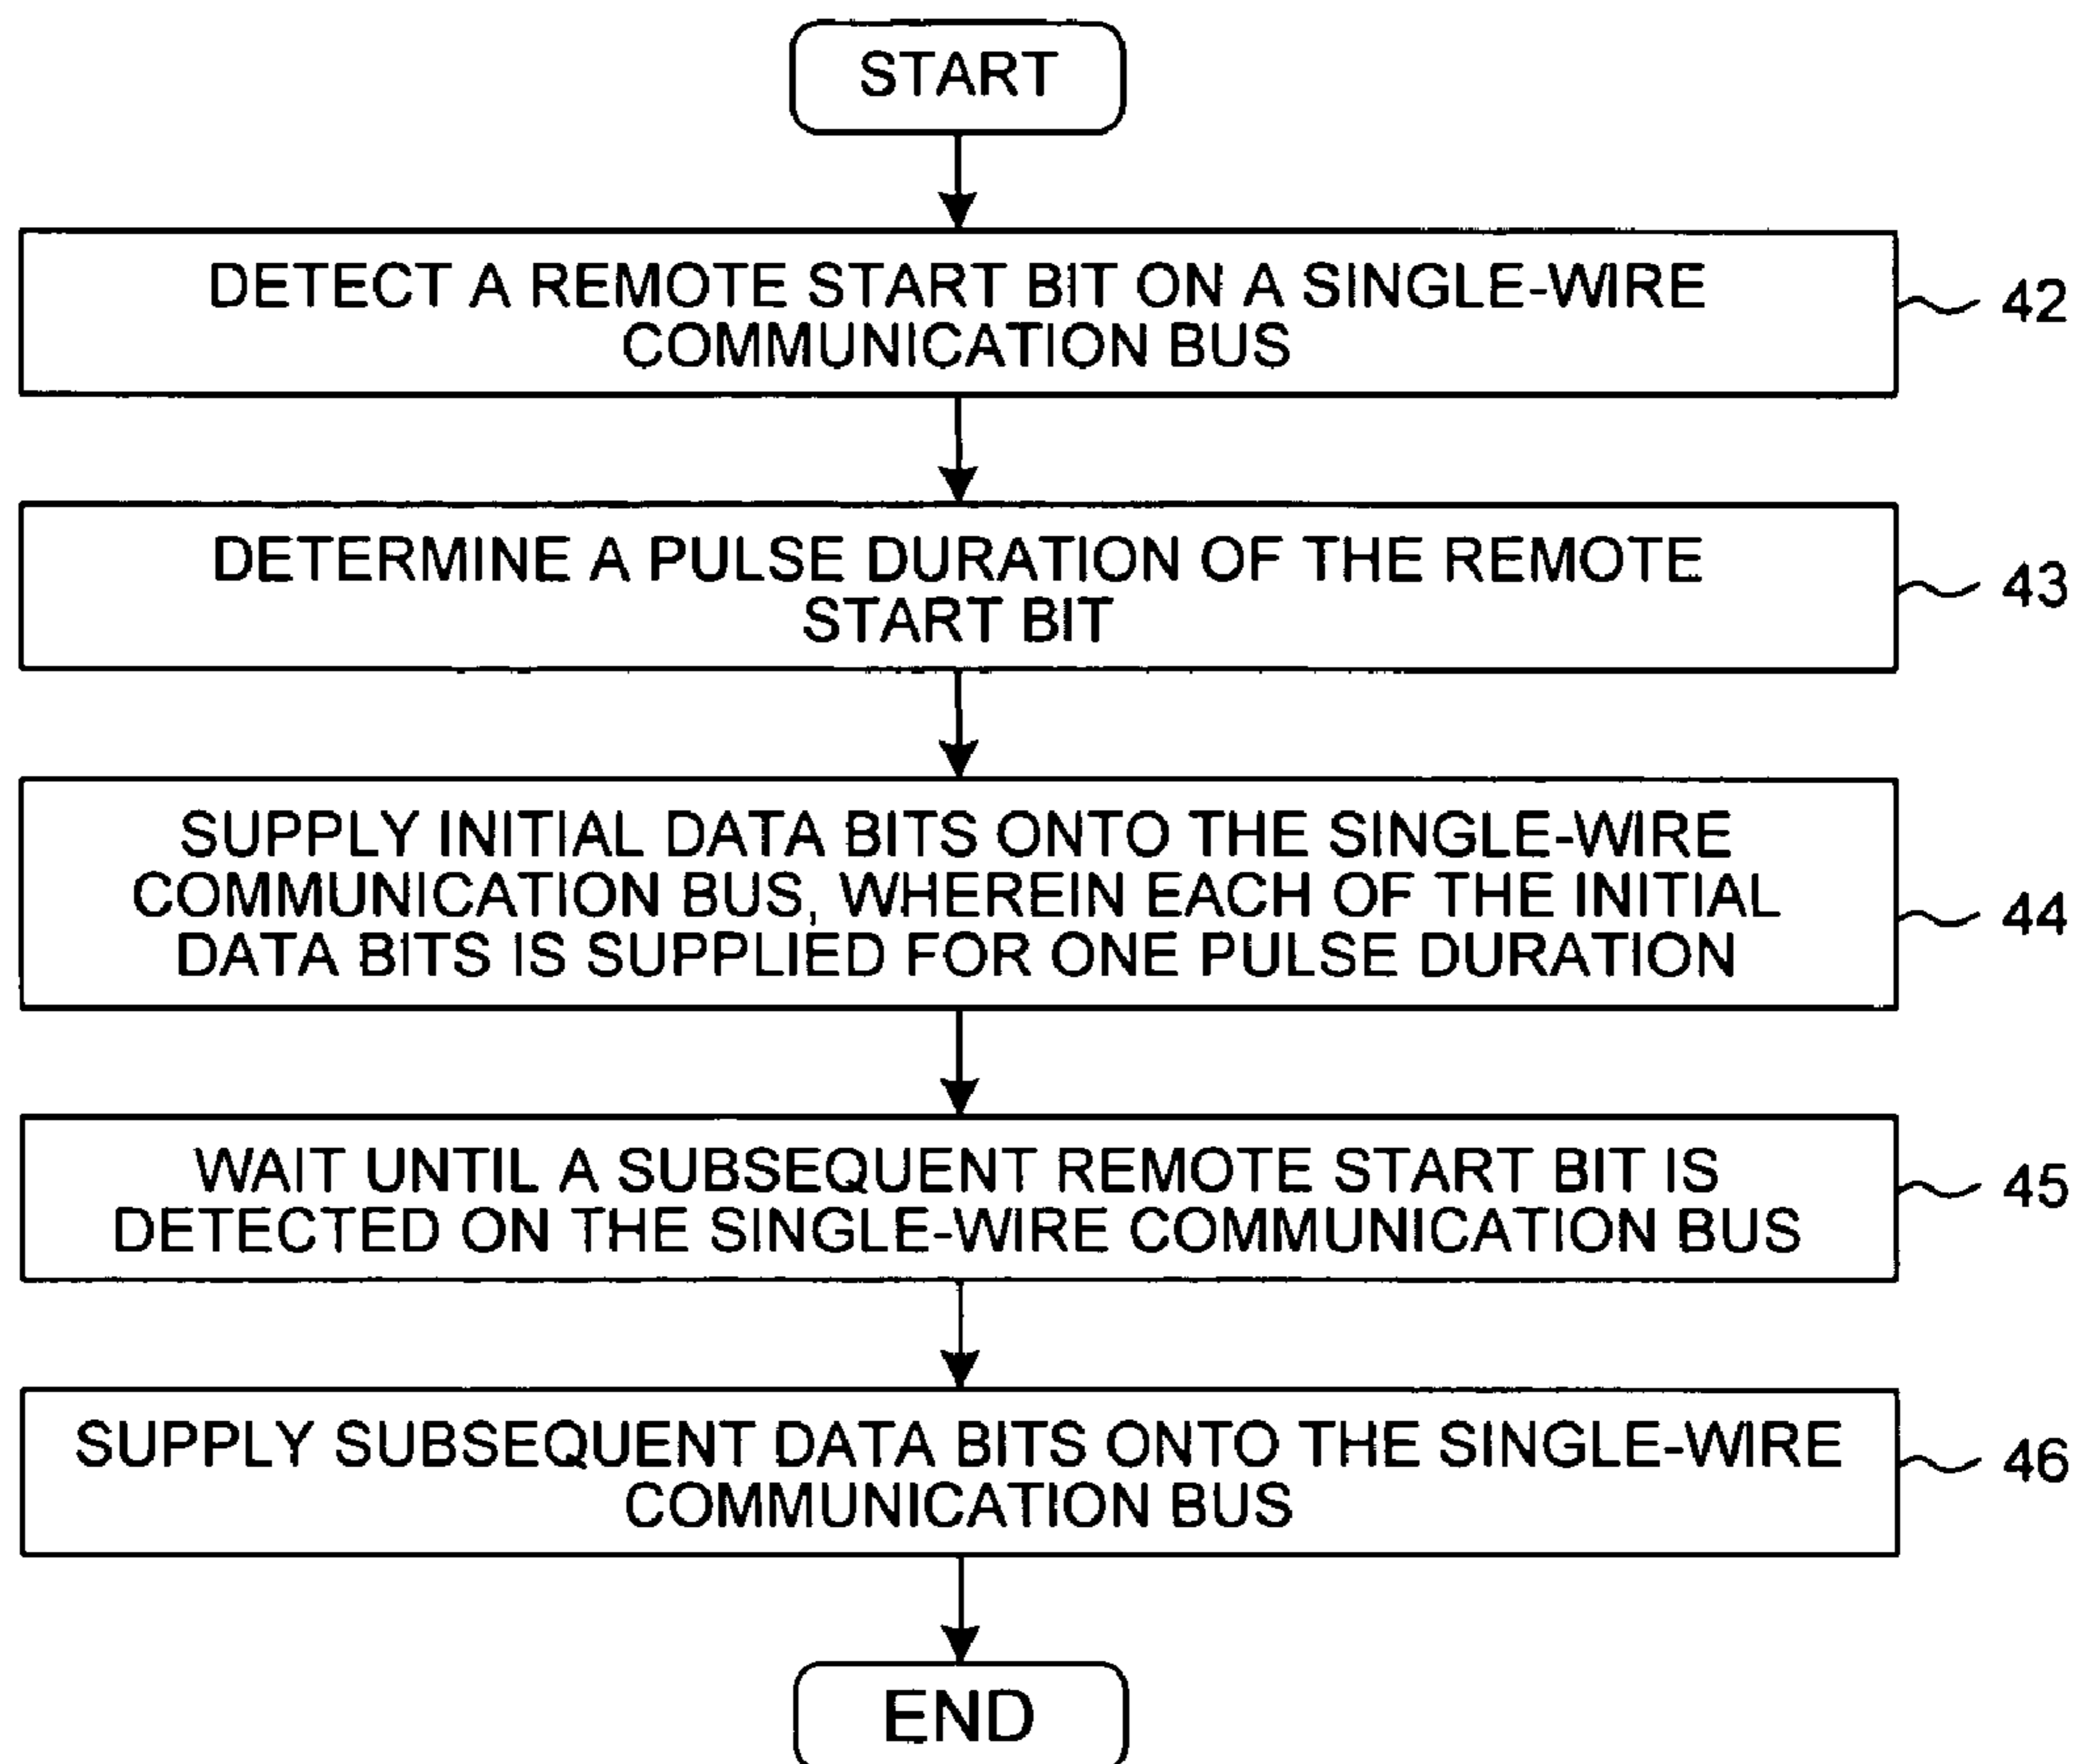 START
DETECT A REMOTE START BIT ON A SINGLE-WIRE
COMMUNICATION BUS
42
DETERMINE A PULSE DURATION OF THE REMOTE
START BIT
43
SUPPLY INITIAL DATA BITS ONTO THE SINGLE-WIRE
COMMUNICATION BUS, WHEREIN EACH OF THE INITIAL
DATA BITS IS SUPPLIED FOR ONE PULSE DURATION
44
WAIT UNTIL A SUBSEQUENT REMOTE START BIT IS
DETECTED ON THE SINGLE-WIRE COMMUNICATION BUS
45
SUPPLY SUBSEQUENT DATA BITS ONTO THE SINGLE-WIRE
COMMUNICATION BUS
46
END